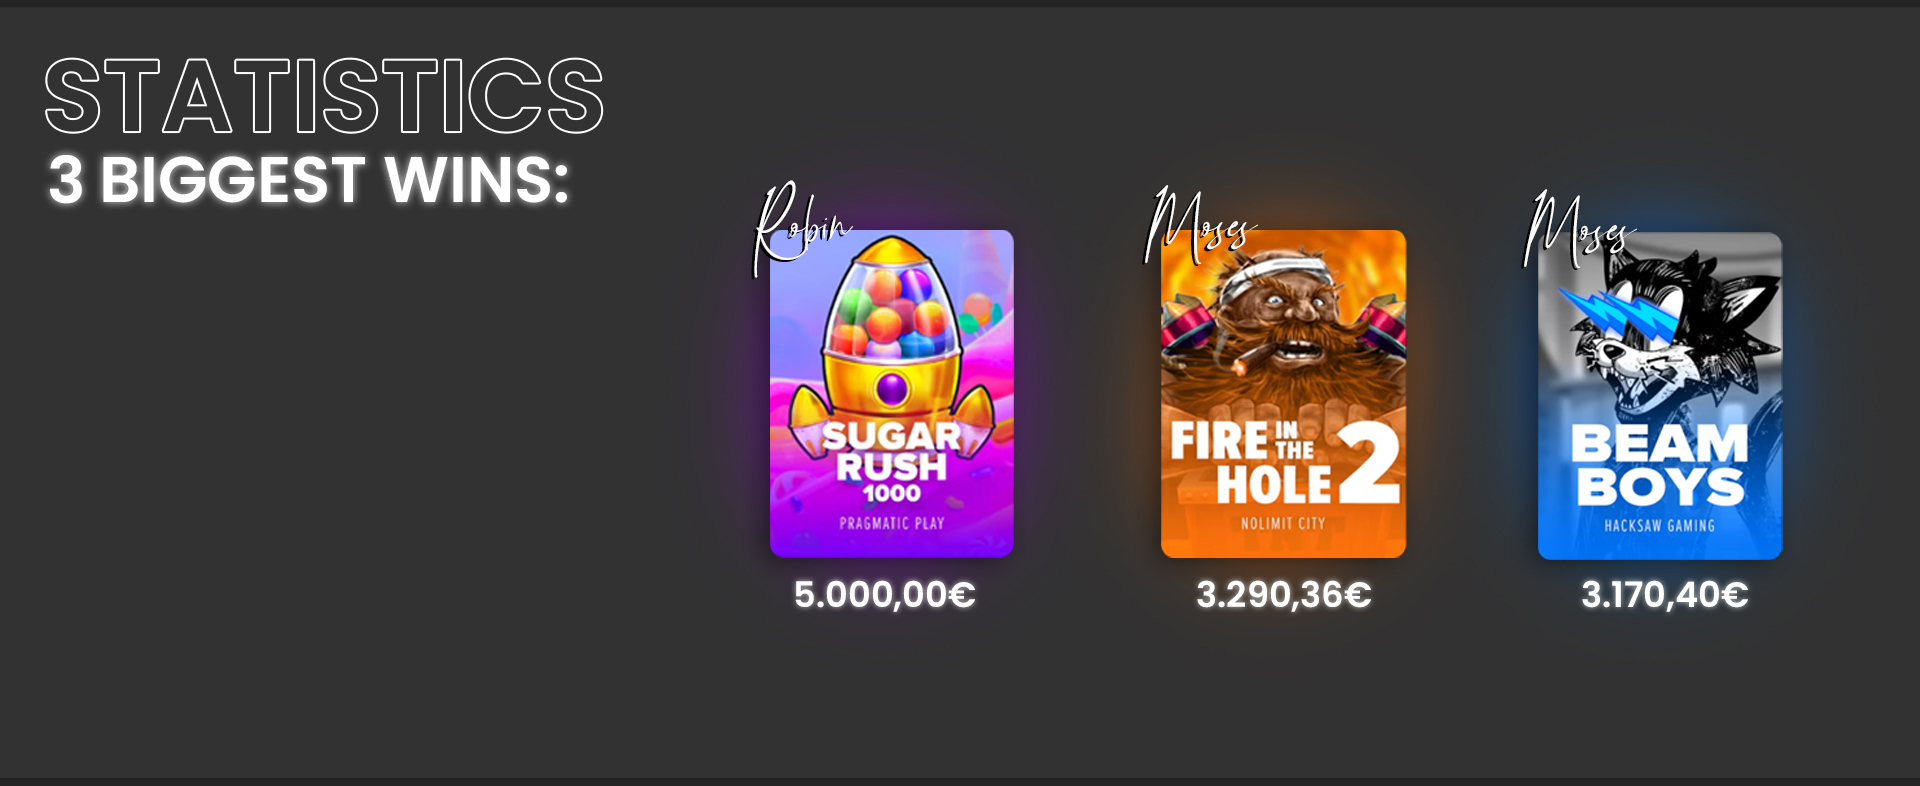 STATISTICS
3 BIGGEST WINS:
Robin
SUGAR
RUSH
1000
PRAGMATIC PLAY
5.000,00€
Moses
FIRE IN THE
HOLE 2
NOLIMIT CITY
3.290,36€
Moses
BEAM
BOYS
HACKSAW GAMING
3.170,40€